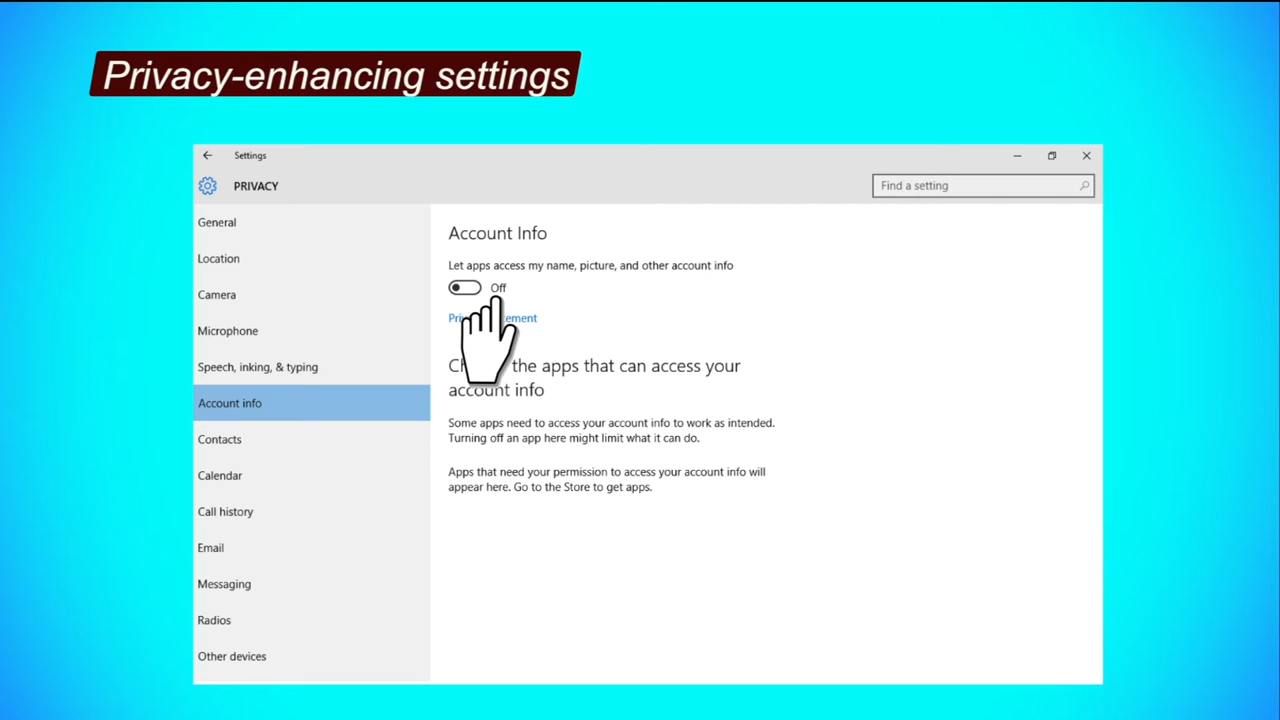 Privacy-enhancing settings
Settings
PRIVACY
Find a setting
General
Location
Camera
Microphone
Speech, inking, & typing
Account info
Contacts
Calendar
Call history
Email
Messaging
Radios
Other devices
Account Info
Let apps access my name, picture, and other account info
Off
the apps that can access your
account info
Some apps need to access your account info to work as intended.
Turning off an app here might limit what it can do.
Apps that need your permission to access your account info will
appear here. Go to the Store to get apps.